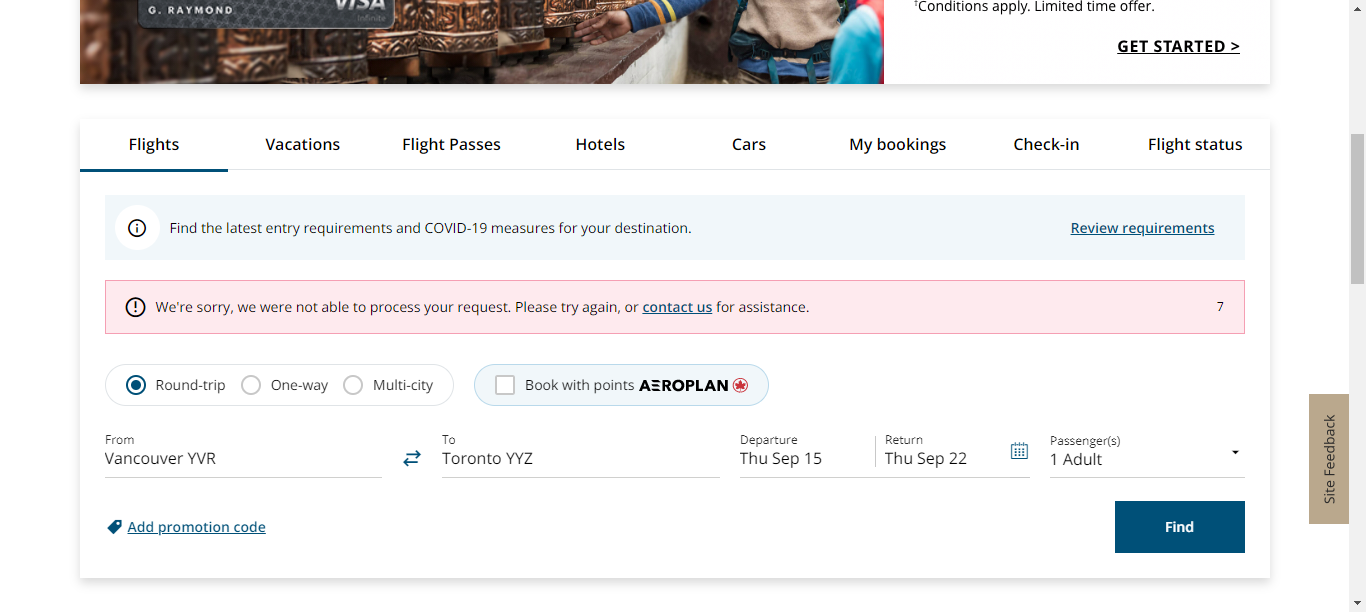 G. RAYMOND
VISA
Infinite
†Conditions apply. Limited time offer.
GET STARTED >
Flights
Vacations
Flight Passes
Hotels
Cars
My bookings
Check-in
Flight status
Find the latest entry requirements and COVID-19 measures for your destination.
Review requirements
We're sorry, we were not able to process your request. Please try again, or contact us for assistance.
7
Round-trip
One-way
Multi-city
Book with points AEROPLAN
From
Vancouver YVR
To
Toronto YYZ
Departure
Thu Sep 15
Return
Thu Sep 22
Passenger(s)
1 Adult
Add promotion code
Find
Site Feedback